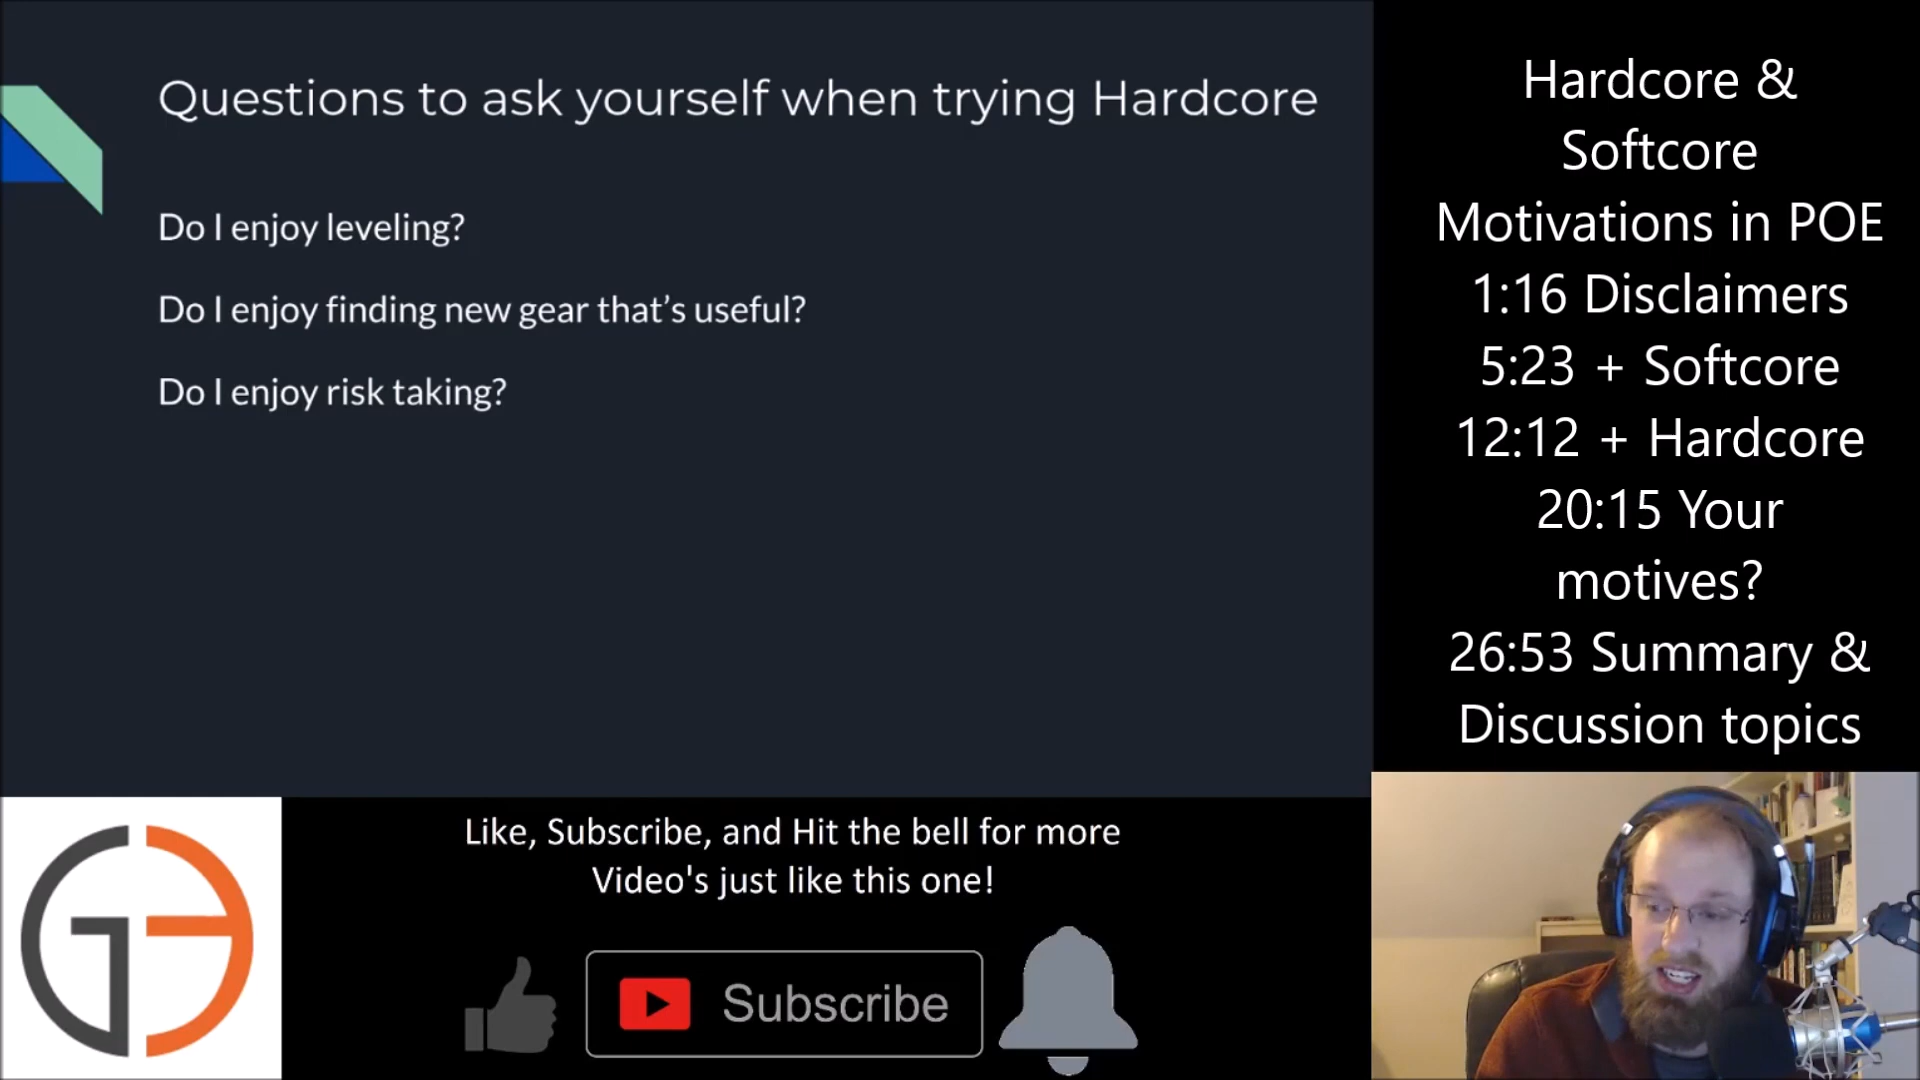 Questions to ask yourself when trying Hardcore
Do I enjoy leveling?
Do I enjoy finding new gear that's useful?
Do I enjoy risk taking?
Hardcore &
Softcore
Motivations in POE
1:16 Disclaimers
5:23 + Softcore
12:12 + Hardcore
20:15 Your
motives?
26:53 Summary &
Discussion topics
Like, Subscribe, and Hit the bell for more
Video's just like this one!
Subscribe